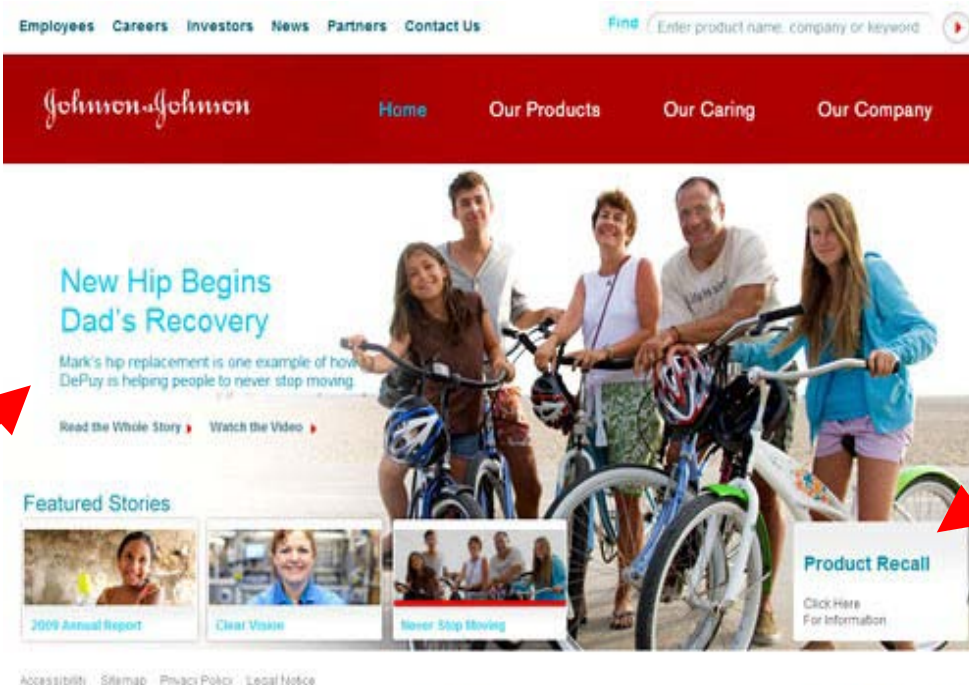 Employees Careers Investors News Partners Contact Us
Find Enter product name, company or keyword
Johnson & Johnson
Home Our Products Our Caring Our Company
New Hip Begins
Dad's Recovery
Mark's hip replacement is one example of how
DePuy is helping people to never stop moving.
Read the Whole Story Watch the Video
Featured Stories
2009 Annual Report Clear Vision Never Stop Moving
Product Recall
Click Here
For Information
Accessibility Sitemap Privacy Policy Legal Notice